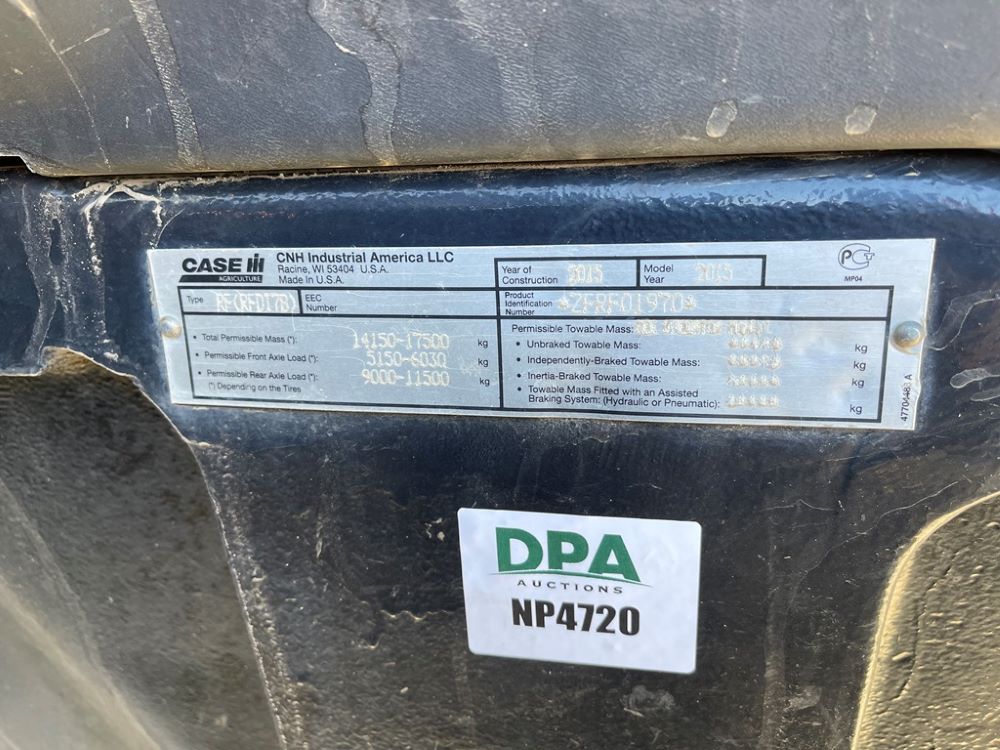 CASE IH
AGRICULTURE
CNH Industrial America LLC
Racine, WI 53404 U.S.A.
Made in U.S.A.
Year of Construction 2015
Model Year 2015
PCT
MP04
Type RF(RFD17B)
EEC Number
Product Identification Number *ZFRF01970*
• Total Permissible Mass (*): 14150-17500 kg
• Permissible Front Axle Load (*): 5150-6030 kg
• Permissible Rear Axle Load (*): 9000-11500 kg
(*) Depending on the Tires
Permissible Towable Mass:
• Unbraked Towable Mass: kg
• Independently-Braked Towable Mass: kg
• Inertia-Braked Towable Mass: kg
• Towable Mass Fitted with an Assisted
Braking System: (Hydraulic or Pneumatic): kg
DPA
AUCTIONS
NP4720